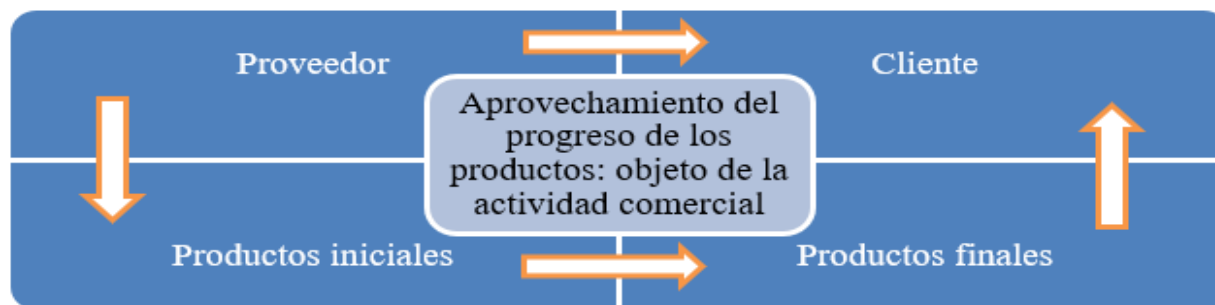 Proveedor
Cliente
Aprovechamiento del
progreso de los
productos: objeto de la
actividad comercial
Productos iniciales
Productos finales